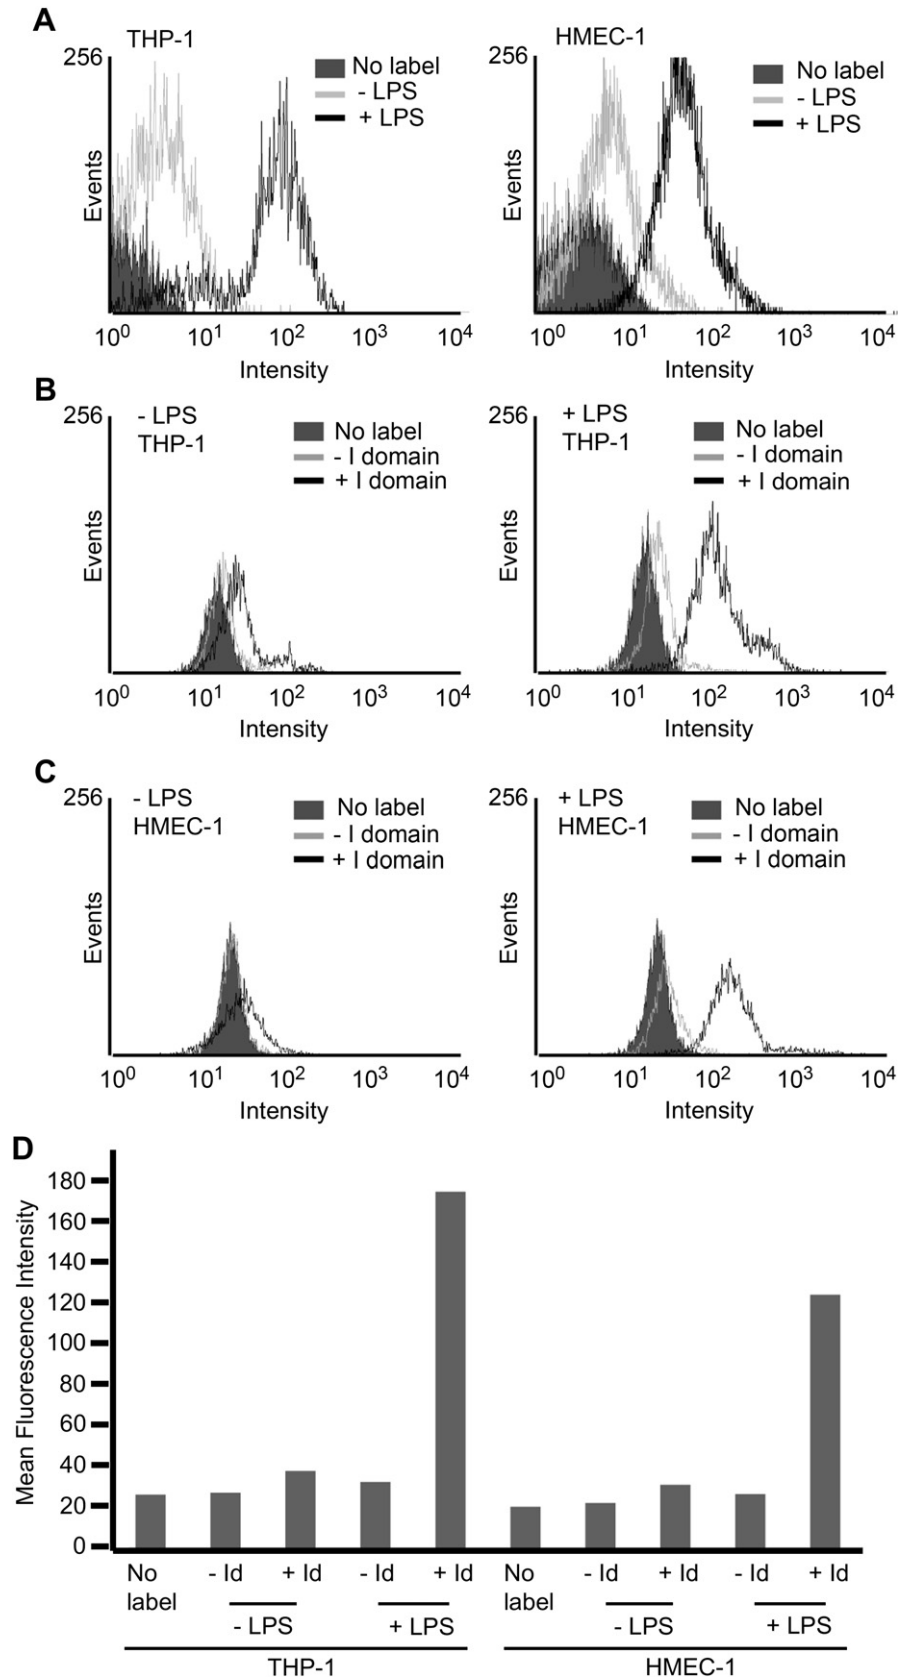 A
THP-1
256
No label
- LPS
+ LPS
Events
10⁰ 10¹ 10² 10³ 10⁴
Intensity
HMEC-1
256
No label
- LPS
+ LPS
Events
10⁰ 10¹ 10² 10³ 10⁴
Intensity
B
256
- LPS
THP-1
No label
- I domain
+ I domain
Events
10⁰ 10¹ 10² 10³ 10⁴
Intensity
256
+ LPS
THP-1
No label
- I domain
+ I domain
Events
10⁰ 10¹ 10² 10³ 10⁴
Intensity
C
256
- LPS
HMEC-1
No label
- I domain
+ I domain
Events
10⁰ 10¹ 10² 10³ 10⁴
Intensity
256
+ LPS
HMEC-1
No label
- I domain
+ I domain
Events
10⁰ 10¹ 10² 10³ 10⁴
Intensity
D
Mean Fluorescence Intensity
180
160
140
120
100
80
60
40
20
0
No label - Id + Id - Id + Id No label - Id + Id - Id + Id
- LPS + LPS - LPS + LPS
THP-1 HMEC-1